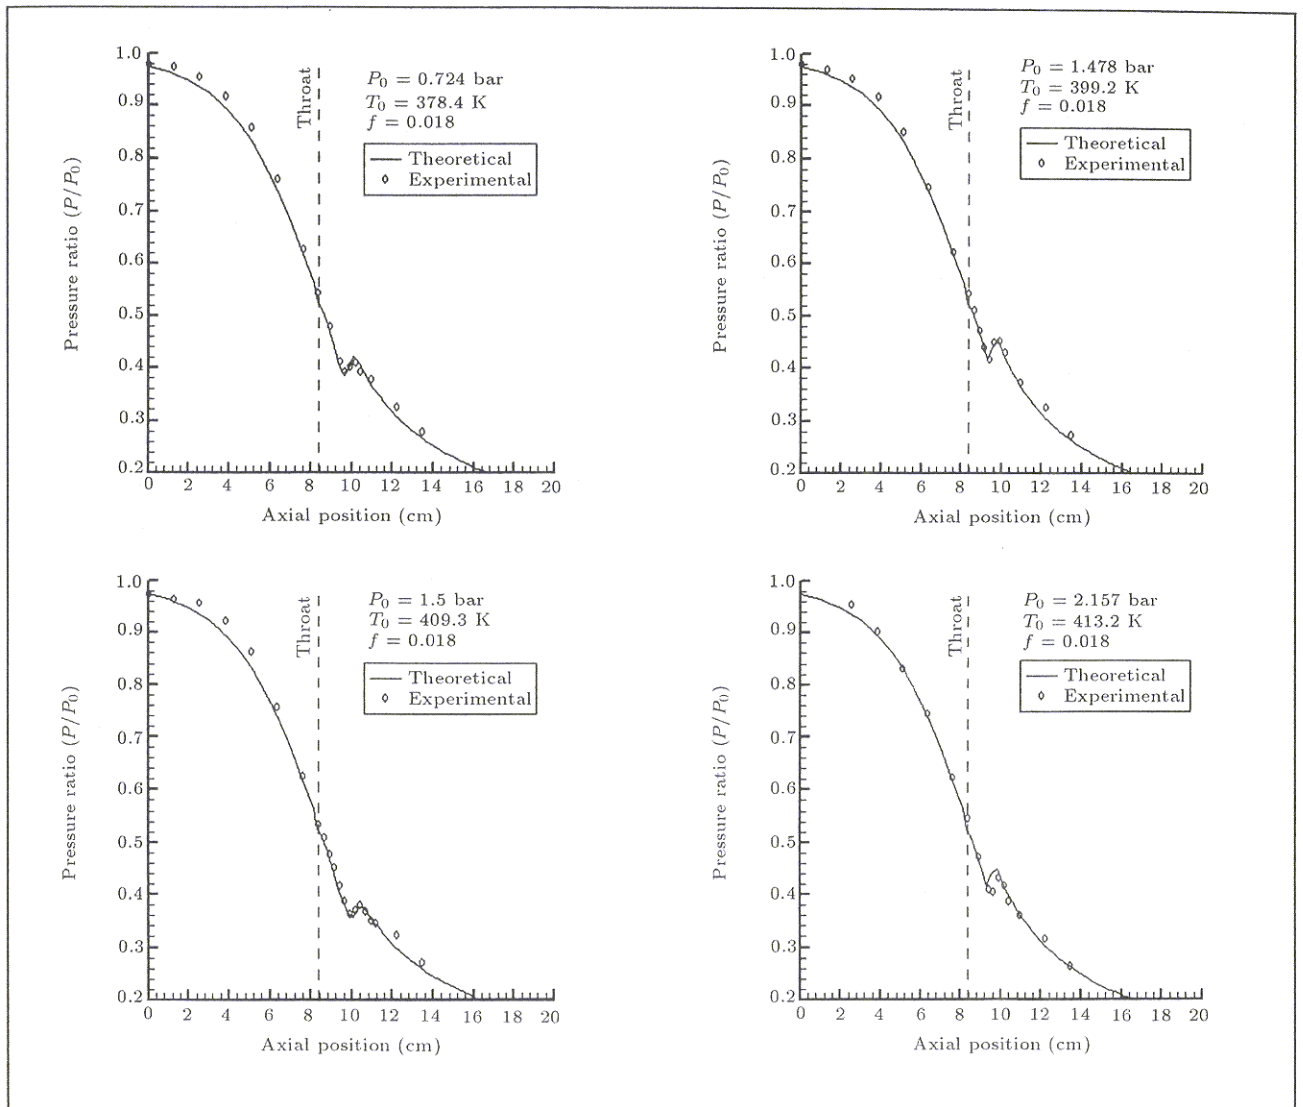 P₀ = 0.724 bar
T₀ = 378.4 K
f = 0.018
Theoretical
Experimental
Throat
Pressure ratio (P/P₀)
1.0
0.9
0.8
0.7
0.6
0.5
0.4
0.3
0.2
0 2 4 6 8 10 12 14 16 18 20
Axial position (cm)
P₀ = 1.478 bar
T₀ = 399.2 K
f = 0.018
Theoretical
Experimental
Throat
Pressure ratio (P/P₀)
1.0
0.9
0.8
0.7
0.6
0.5
0.4
0.3
0.2
0 2 4 6 8 10 12 14 16 18 20
Axial position (cm)
P₀ = 1.5 bar
T₀ = 409.3 K
f = 0.018
Theoretical
Experimental
Throat
Pressure ratio (P/P₀)
1.0
0.9
0.8
0.7
0.6
0.5
0.4
0.3
0.2
0 2 4 6 8 10 12 14 16 18 20
Axial position (cm)
P₀ = 2.157 bar
T₀ = 413.2 K
f = 0.018
Theoretical
Experimental
Throat
Pressure ratio (P/P₀)
1.0
0.9
0.8
0.7
0.6
0.5
0.4
0.3
0.2
0 2 4 6 8 10 12 14 16 18 20
Axial position (cm)